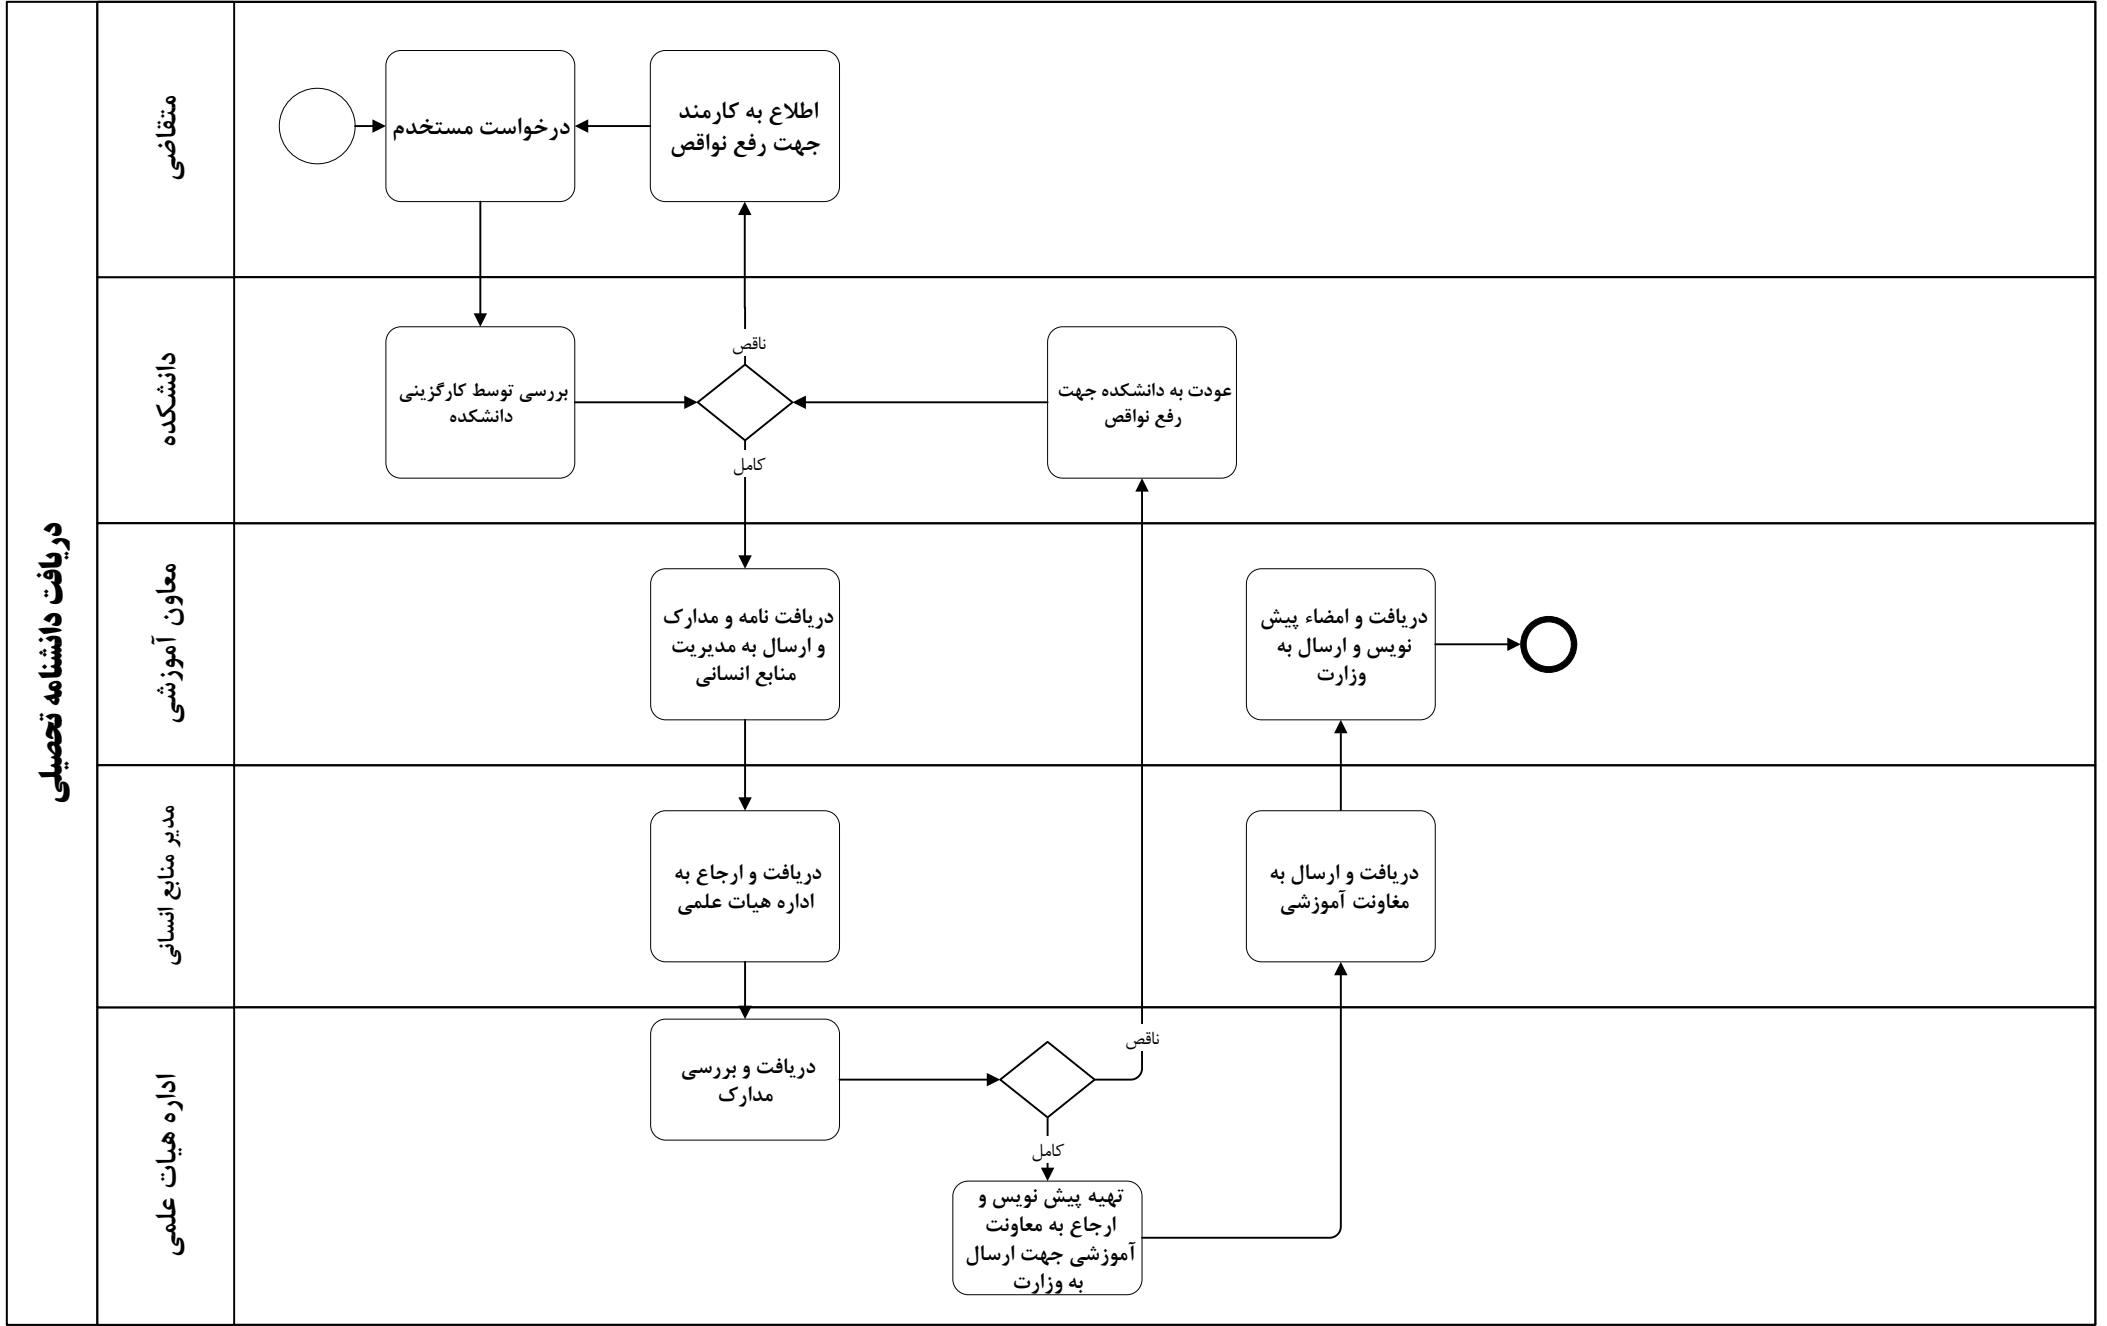 دریافت دانشنامه تحصیلی
متقاضی
درخواست مستخدم
اطلاع به کارمند
جهت رفع نواقص
دانشکده
بررسی توسط کارگزینی
دانشکده
ناقص
کامل
عودت به دانشکده جهت
رفع نواقص
معاون آموزشی
دریافت نامه و مدارک
و ارسال به مدیریت
منابع انسانی
دریافت و امضاء پیش
نویس و ارسال به
وزارت
مدیر منابع انسانی
دریافت و ارجاع به
اداره هیات علمی
دریافت و ارسال به
مغاونت آموزشی
اداره هیات علمی
دریافت و بررسی
مدارک
ناقص
کامل
تهیه پیش نویس و
ارجاع به معاونت
آموزشی جهت ارسال
به وزارت